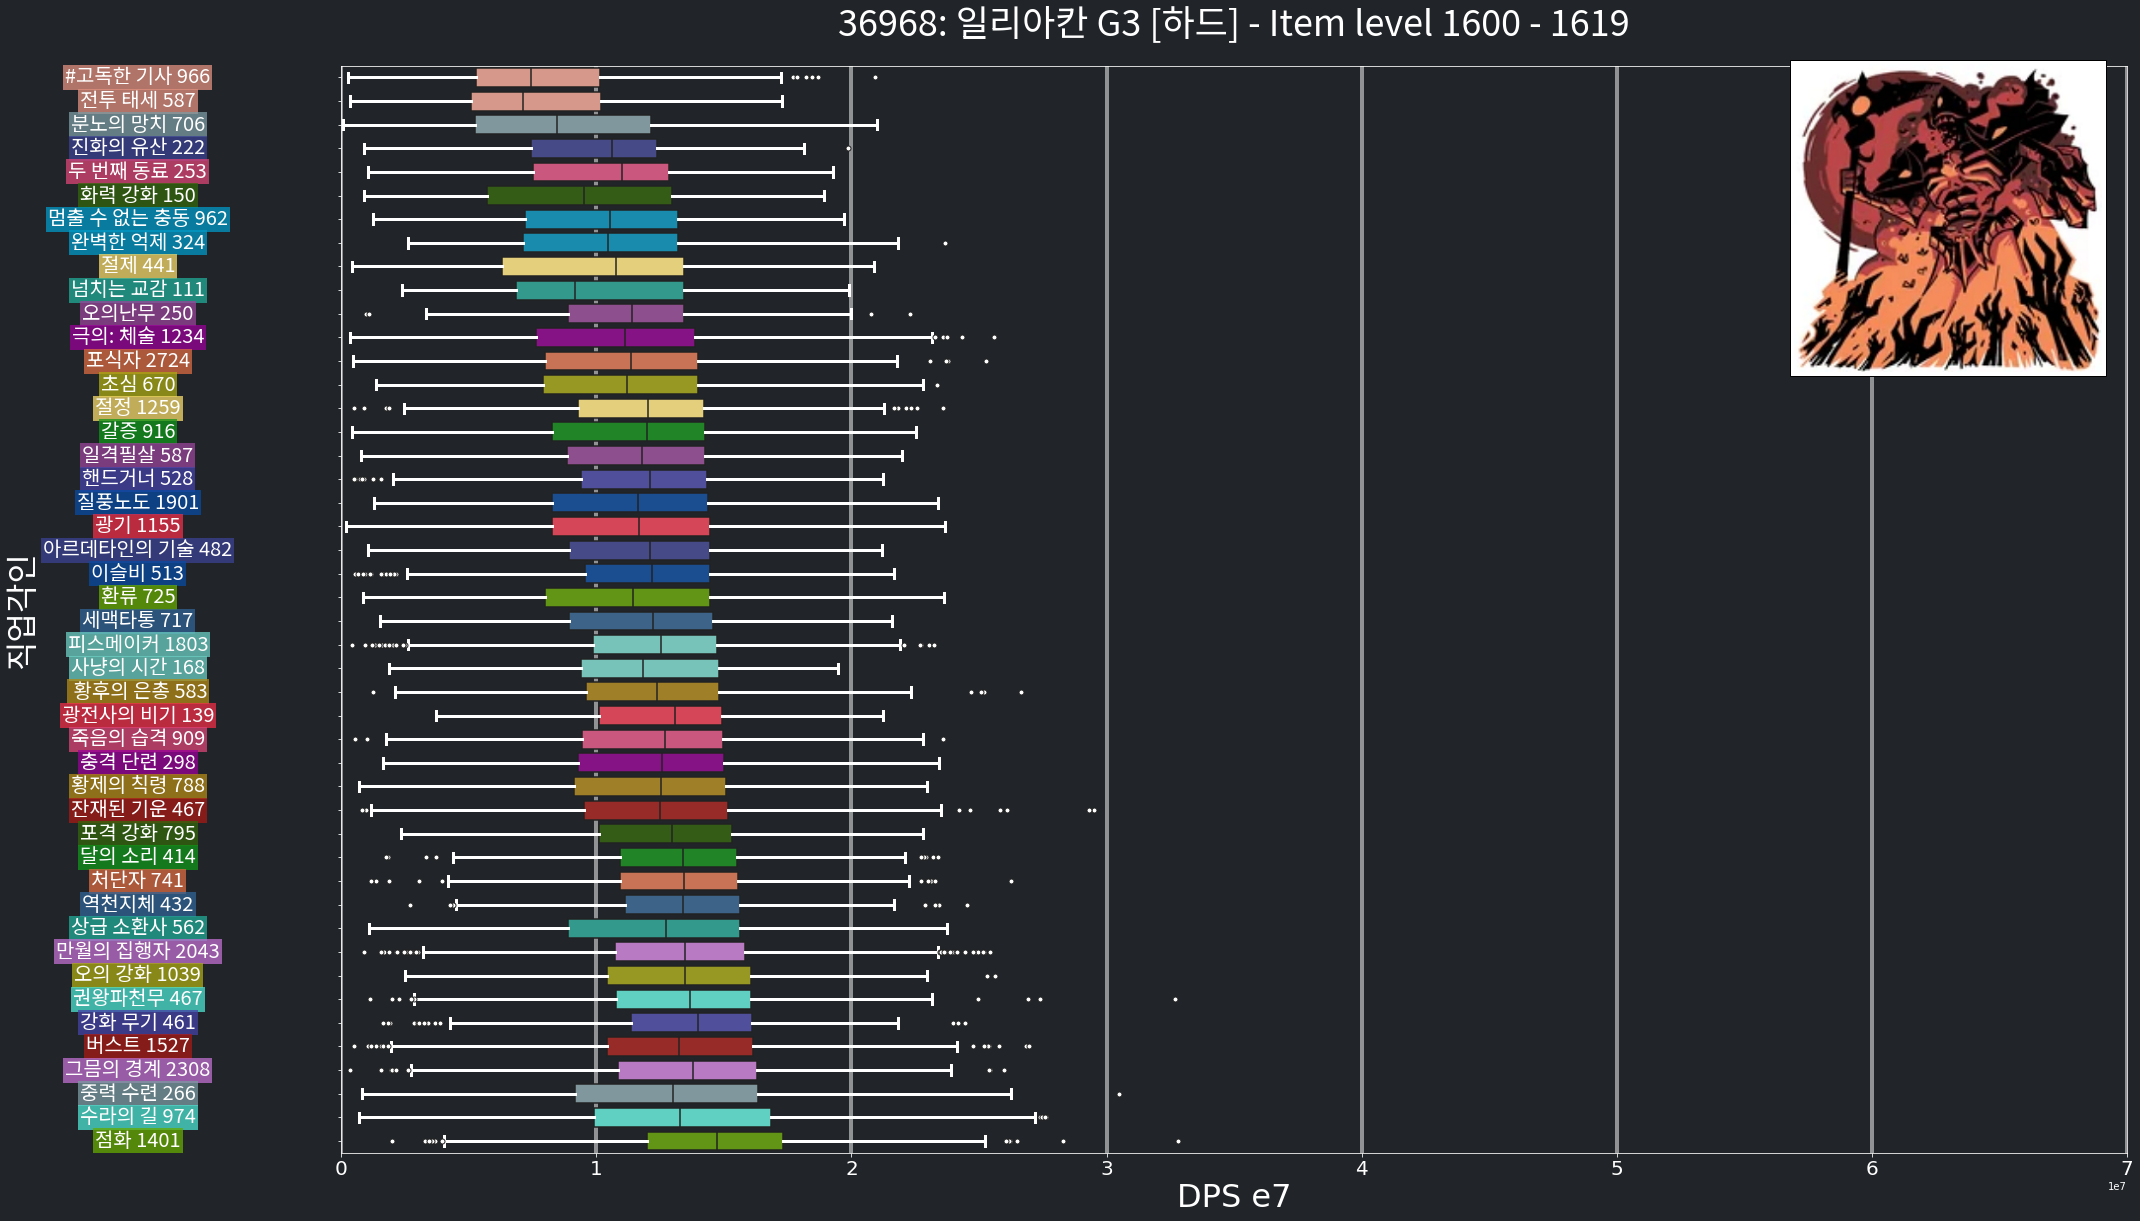 36968: 일리아칸 G3 [하드] - Item level 1600 - 1619
#고독한 기사 966
전투 태세 587
분노의 망치 706
진화의 유산 222
두 번째 동료 253
화력 강화 150
멈출 수 없는 충동 962
완벽한 억제 324
절제 441
넘치는 교감 111
오의난무 250
극의: 체술 1234
포식자 2724
초심 670
절정 1259
갈증 916
일격필살 587
핸드거너 528
질풍노도 1901
광기 1155
아르데타인의 기술 482
이슬비 513
환류 725
세맥타통 717
피스메이커 1803
사냥의 시간 168
황후의 은총 583
광전사의 비기 139
죽음의 습격 909
충격 단련 298
황제의 칙령 788
잔재된 기운 467
포격 강화 795
달의 소리 414
처단자 741
역천지체 432
상급 소환사 562
만월의 집행자 2043
오의 강화 1039
권왕파천무 467
강화 무기 461
버스트 1527
그믐의 경계 2308
중력 수련 266
수라의 길 974
점화 1401
직업각인
0 1 2 3 4 5 6 7
1e7
DPS e7